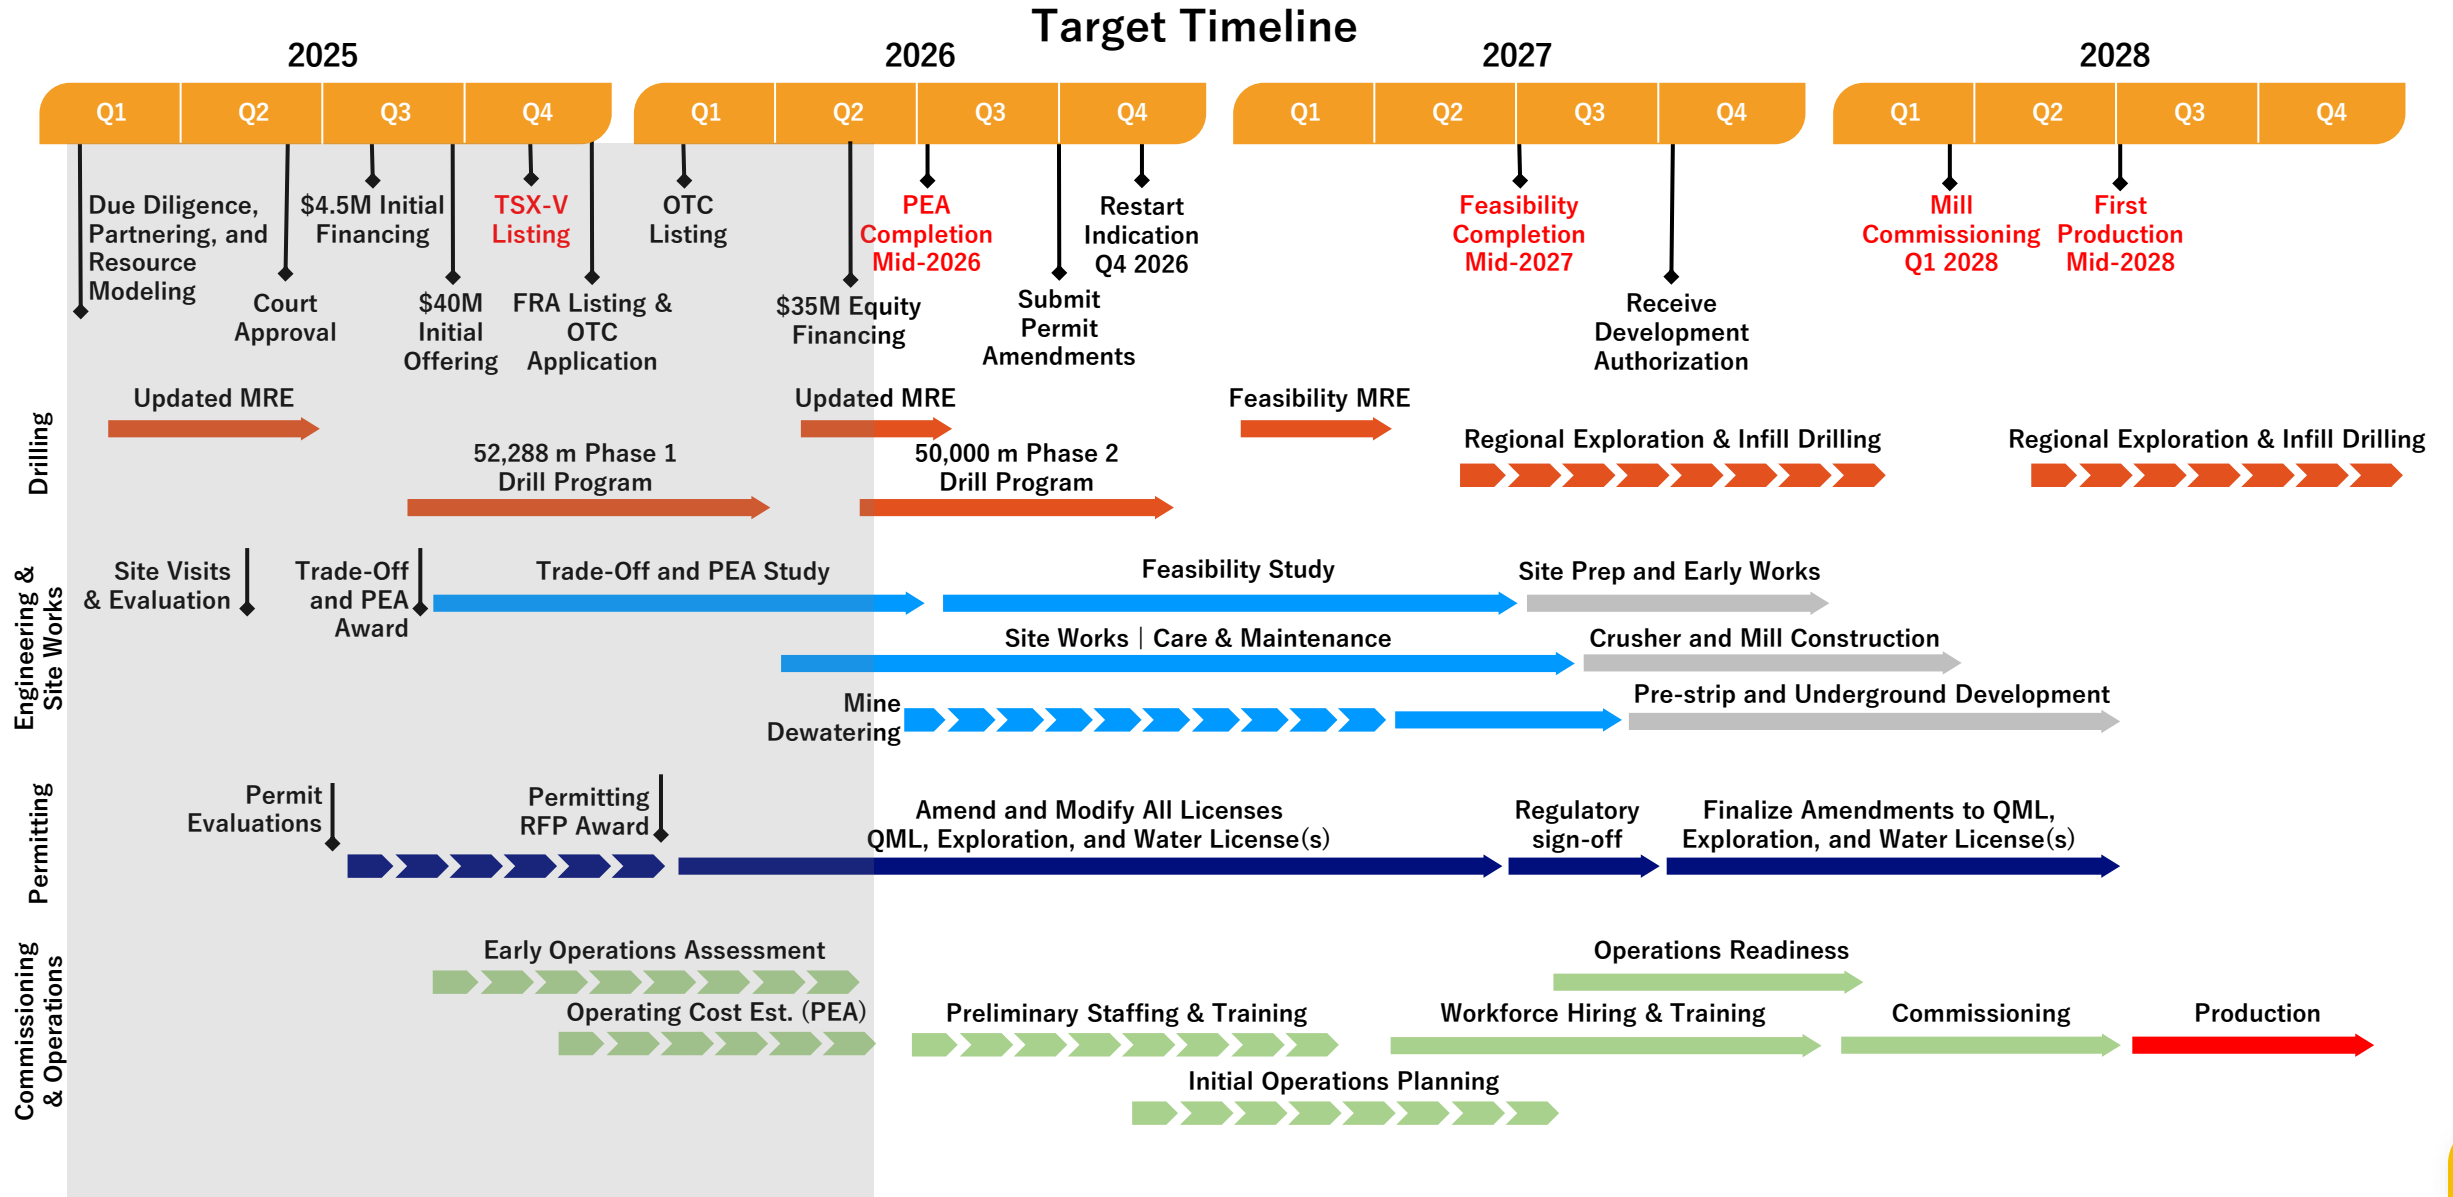 Target Timeline
2025
2026
2027
2028
Q1
Q2
Q3
Q4
Q1
Q2
Q3
Q4
Q1
Q2
Q3
Q4
Q1
Q2
Q3
Q4
Due Diligence,
Partnering, and
Resource
Modeling
Court
Approval
$4.5M Initial
Financing
$40M
Initial
Offering
TSX-V
Listing
FRA Listing &
OTC
Application
OTC
Listing
$35M Equity
Financing
PEA
Completion
Mid-2026
Submit
Permit
Amendments
Restart
Indication
Q4 2026
Feasibility
Completion
Mid-2027
Receive
Development
Authorization
Mill
Commissioning
Q1 2028
First
Production
Mid-2028
Drilling
Updated MRE
52,288 m Phase 1
Drill Program
Updated MRE
50,000 m Phase 2
Drill Program
Feasibility MRE
Regional Exploration & Infill Drilling
Regional Exploration & Infill Drilling
Engineering &
Site Works
Site Visits
& Evaluation
Trade-Off
and PEA
Award
Trade-Off and PEA Study
Feasibility Study
Site Prep and Early Works
Site Works | Care & Maintenance
Crusher and Mill Construction
Mine
Dewatering
Pre-strip and Underground Development
Permitting
Permit
Evaluations
Permitting
RFP Award
Amend and Modify All Licenses
QML, Exploration, and Water License(s)
Regulatory
sign-off
Finalize Amendments to QML,
Exploration, and Water License(s)
Commissioning
& Operations
Early Operations Assessment
Operations Readiness
Operating Cost Est. (PEA)
Preliminary Staffing & Training
Workforce Hiring & Training
Commissioning
Production
Initial Operations Planning